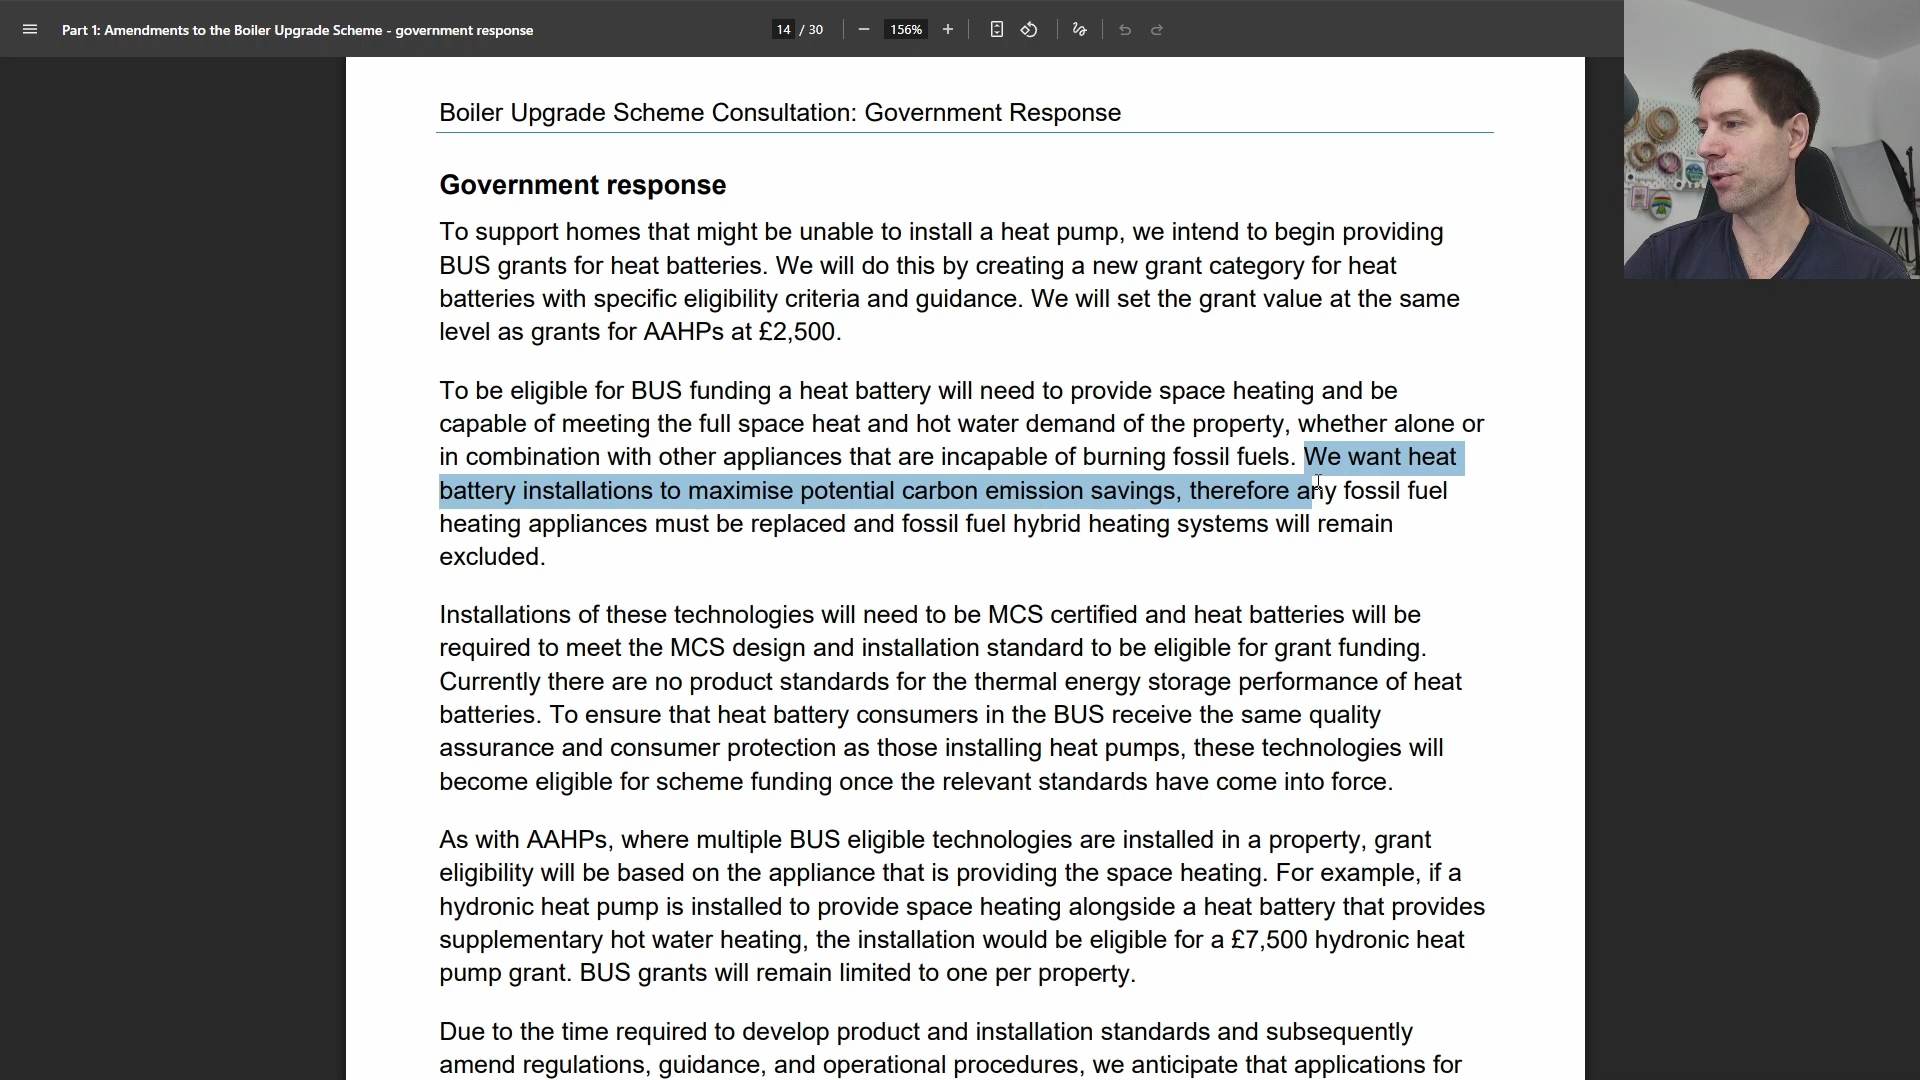 Part 1: Amendments to the Boiler Upgrade Scheme - government response
14 / 30
156%
Boiler Upgrade Scheme Consultation: Government Response
Government response
To support homes that might be unable to install a heat pump, we intend to begin providing
BUS grants for heat batteries. We will do this by creating a new grant category for heat
batteries with specific eligibility criteria and guidance. We will set the grant value at the same
level as grants for AAHPs at £2,500.
To be eligible for BUS funding a heat battery will need to provide space heating and be
capable of meeting the full space heat and hot water demand of the property, whether alone or
in combination with other appliances that are incapable of burning fossil fuels. We want heat
battery installations to maximise potential carbon emission savings, therefore any fossil fuel
heating appliances must be replaced and fossil fuel hybrid heating systems will remain
excluded.
Installations of these technologies will need to be MCS certified and heat batteries will be
required to meet the MCS design and installation standard to be eligible for grant funding.
Currently there are no product standards for the thermal energy storage performance of heat
batteries. To ensure that heat battery consumers in the BUS receive the same quality
assurance and consumer protection as those installing heat pumps, these technologies will
become eligible for scheme funding once the relevant standards have come into force.
As with AAHPs, where multiple BUS eligible technologies are installed in a property, grant
eligibility will be based on the appliance that is providing the space heating. For example, if a
hydronic heat pump is installed to provide space heating alongside a heat battery that provides
supplementary hot water heating, the installation would be eligible for a £7,500 hydronic heat
pump grant. BUS grants will remain limited to one per property.
Due to the time required to develop product and installation standards and subsequently
amend regulations, guidance, and operational procedures, we anticipate that applications for